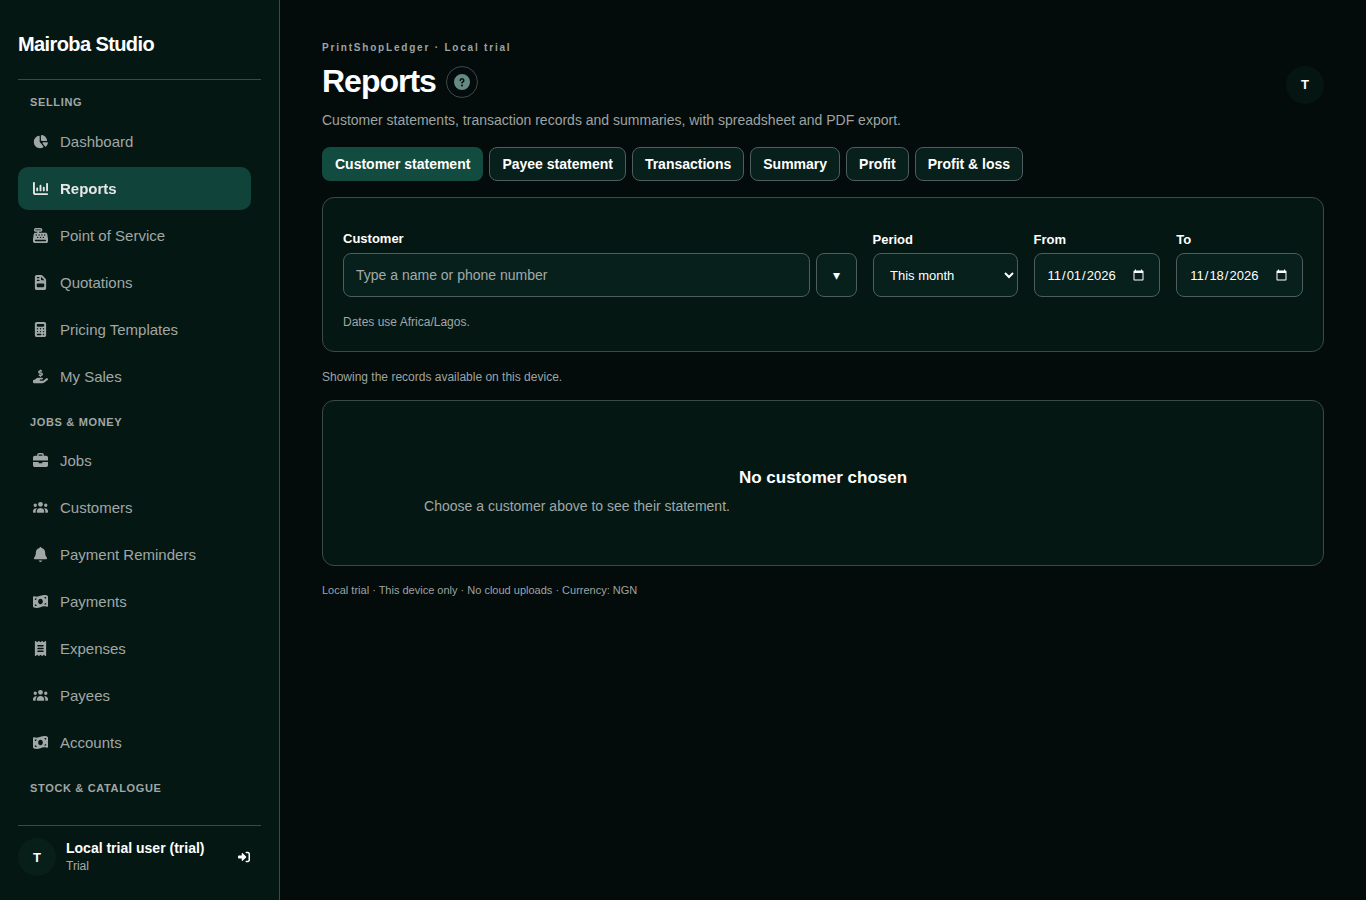 Mairoba Studio
SELLING
Dashboard
Reports
Point of Service
Quotations
Pricing Templates
My Sales
JOBS & MONEY
Jobs
Customers
Payment Reminders
Payments
Expenses
Payees
Accounts
STOCK & CATALOGUE
T
Local trial user (trial)
Trial
PrintShopLedger · Local trial
Reports ?
T
Customer statements, transaction records and summaries, with spreadsheet and PDF export.
Customer statement Payee statement Transactions Summary Profit Profit & loss
Customer Period From To
Type a name or phone number ▾ This month 11/01/2026 11/18/2026
Dates use Africa/Lagos.
Showing the records available on this device.
No customer chosen
Choose a customer above to see their statement.
Local trial · This device only · No cloud uploads · Currency: NGN